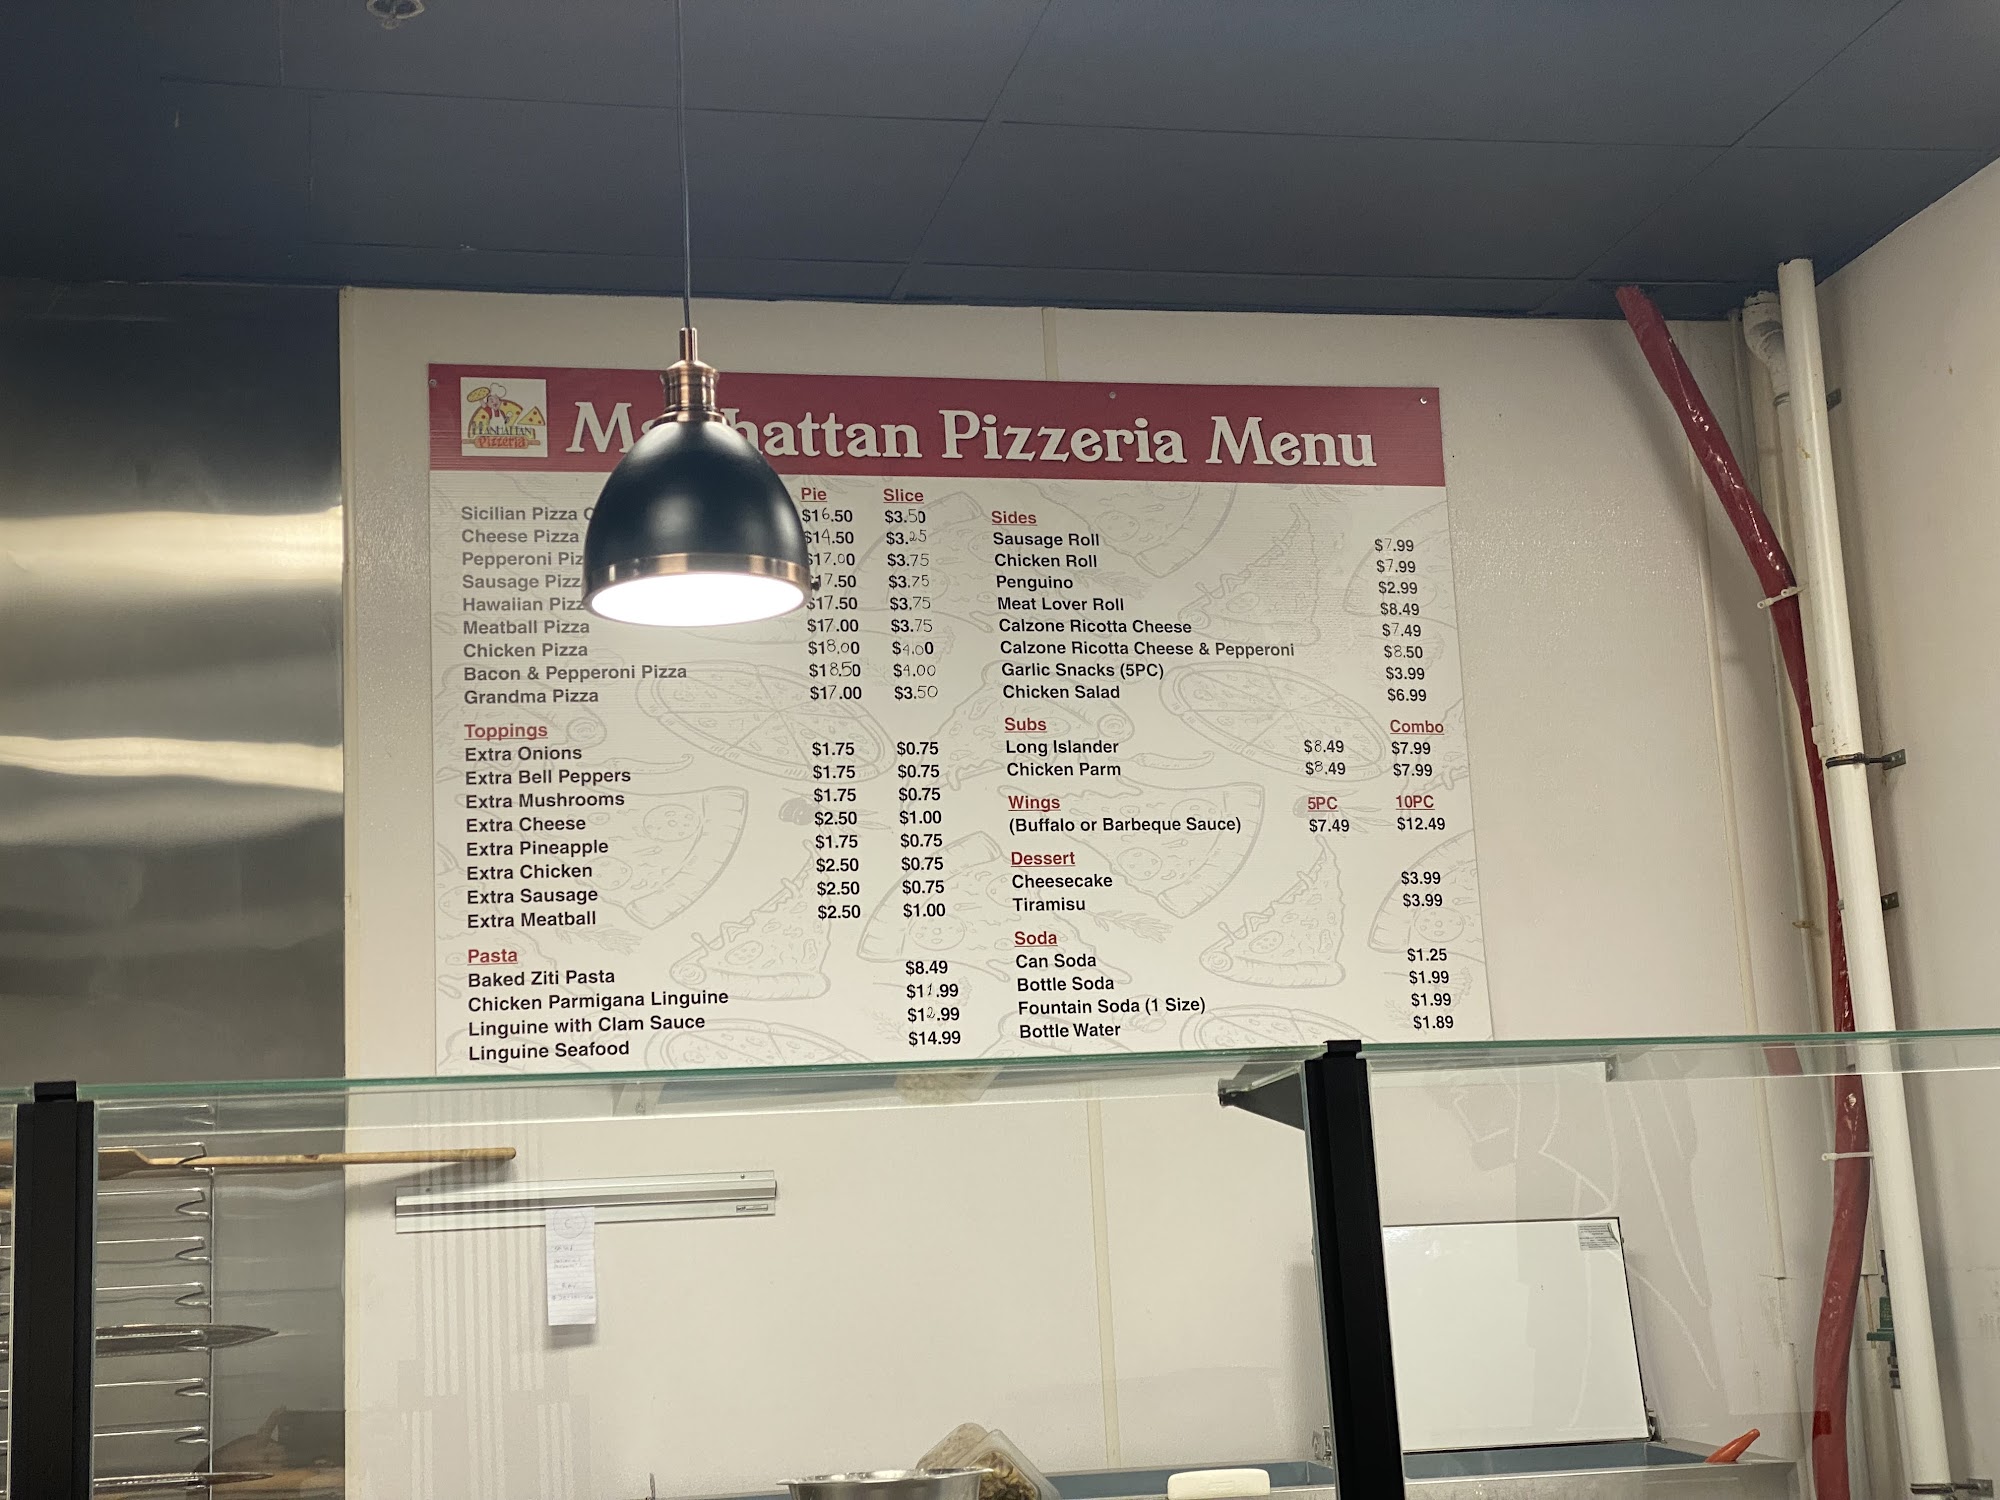 MANHATTAN
Pizzeria
Manhattan Pizzeria Menu
Pie Slice
Sicilian Pizza $16.50 $3.50
Cheese Pizza $14.50 $3.25
Pepperoni $17.00 $3.75
Sausage $17.50 $3.75
Hawaiian $17.50 $3.75
Meatball Pizza $17.00 $3.75
Chicken Pizza $18.00 $4.00
Bacon & Pepperoni Pizza $18.50 $4.00
Grandma Pizza $17.00 $3.50
Toppings
Extra Onions $1.75 $0.75
Extra Bell Peppers $1.75 $0.75
Extra Mushrooms $1.75 $0.75
Extra Cheese $2.50 $1.00
Extra Pineapple $1.75 $0.75
Extra Chicken $2.50 $0.75
Extra Sausage $2.50 $0.75
Extra Meatball $2.50 $1.00
Pasta
Baked Ziti Pasta $8.49
Chicken Parmigana Linguine $11.99
Linguine with Clam Sauce $12.99
Linguine Seafood $14.99
Sides
Sausage Roll $7.99
Chicken Roll $7.99
Penguino $2.99
Meat Lover Roll $8.49
Calzone Ricotta Cheese $7.49
Calzone Ricotta Cheese & Pepperoni $8.50
Garlic Snacks (5PC) $3.99
Chicken Salad $6.99
Subs Combo
Long Islander $8.49 $7.99
Chicken Parm $8.49 $7.99
Wings 5PC 10PC
(Buffalo or Barbeque Sauce) $7.49 $12.49
Dessert
Cheesecake $3.99
Tiramisu $3.99
Soda
Can Soda $1.25
Bottle Soda $1.99
Fountain Soda (1 Size) $1.99
Bottle Water $1.89